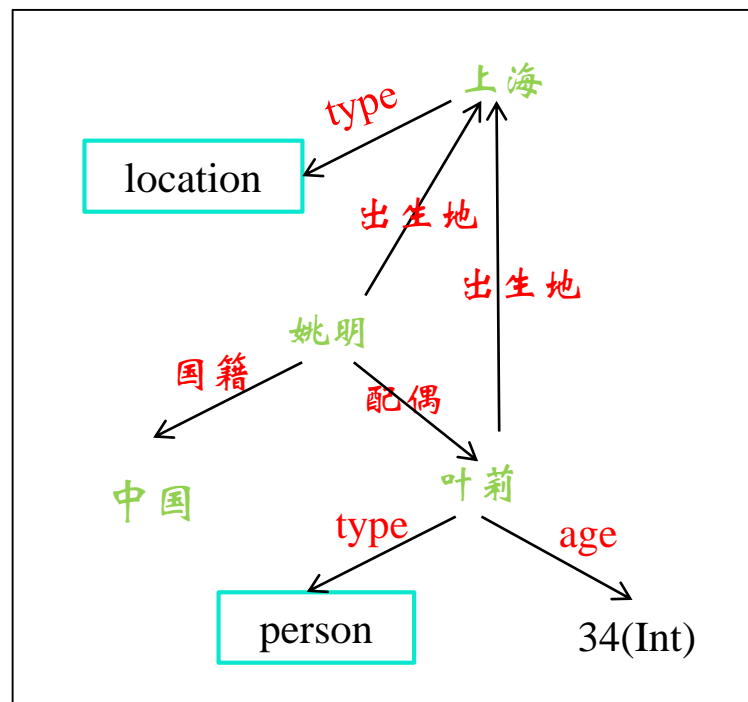 上海
type
location
出生地
出生地
姚明
国籍
配偶
中国
叶莉
type
age
person
34(Int)